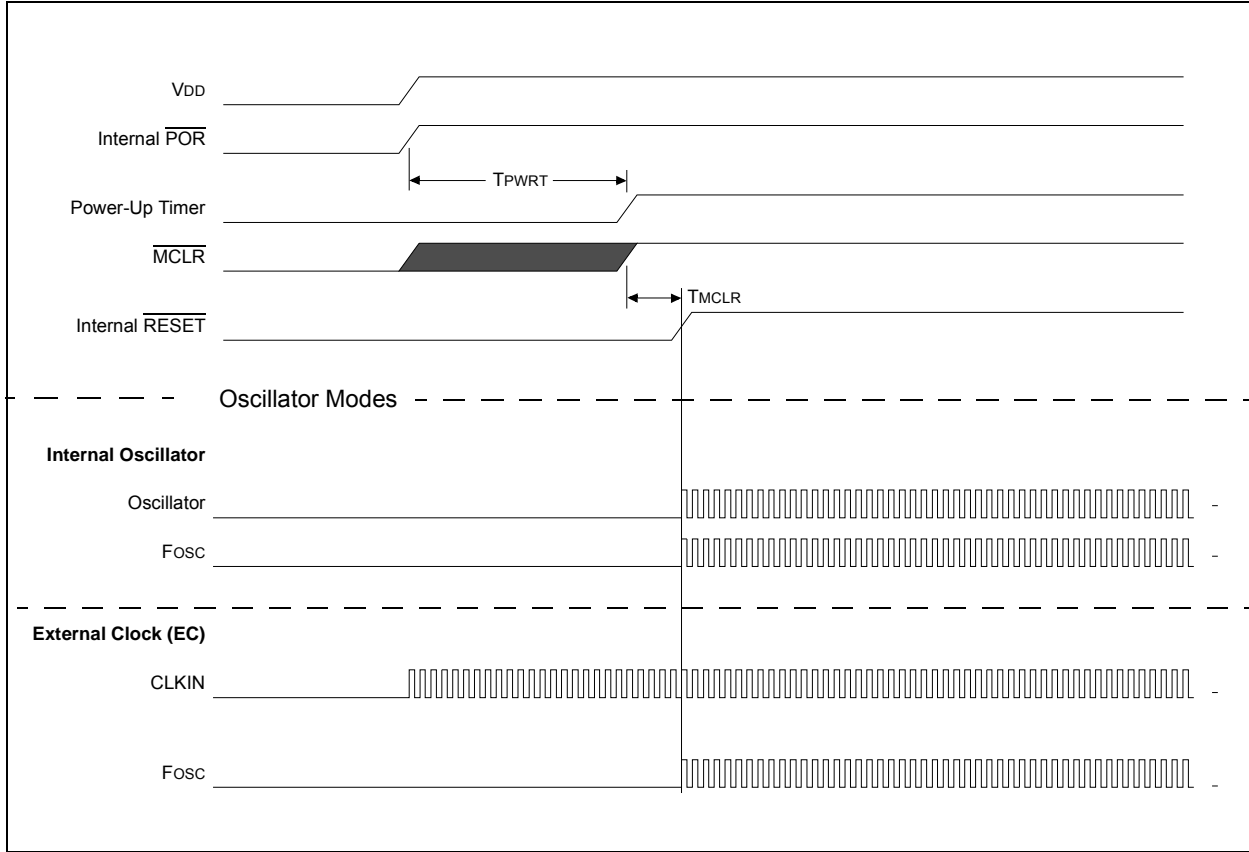 VDD
Internal POR
TPWRT
Power-Up Timer
MCLR
TMCLR
Internal RESET
Oscillator Modes
Internal Oscillator
Oscillator
FOSC
External Clock (EC)
CLKIN
FOSC